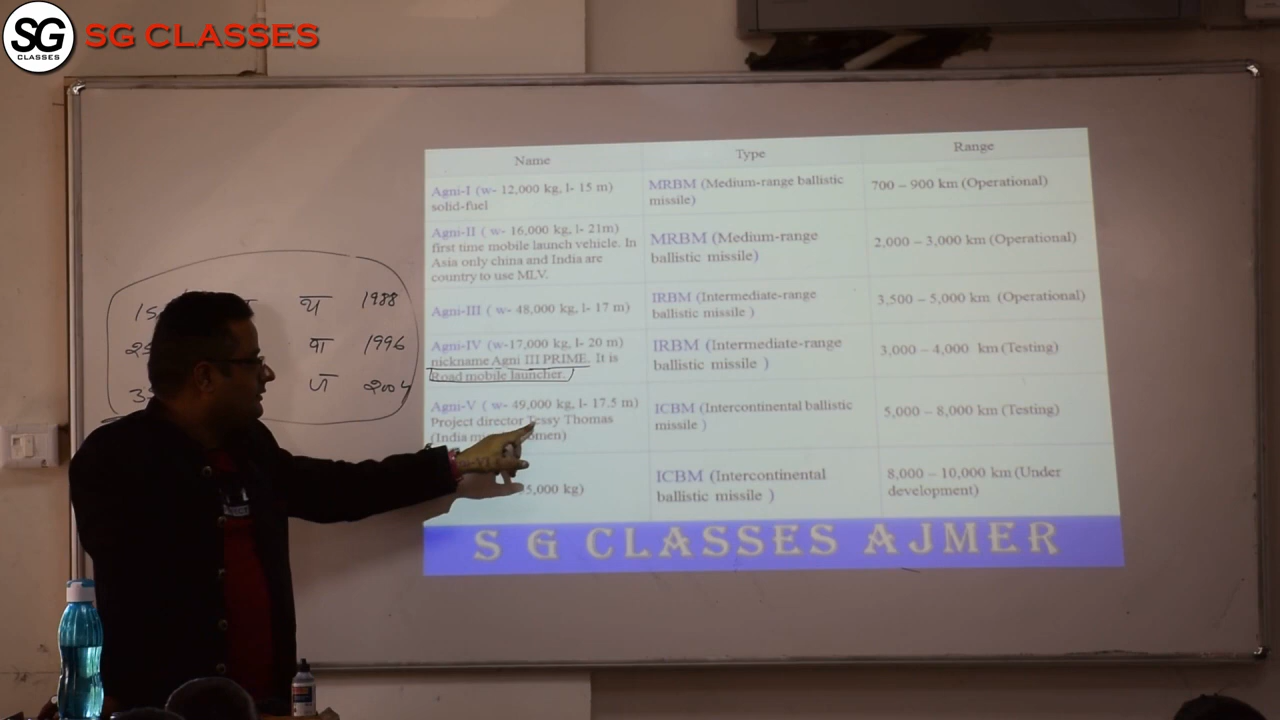 SG
CLASSES
SG CLASSES
Name
Type
Range
Agni-I (w- 12,000 kg, l- 15 m)
solid-fuel
MRBM (Medium-range ballistic
missile)
700 – 900 km (Operational)
Agni-II ( w- 16,000 kg, l- 21m)
first time mobile launch vehicle. In
Asia only china and India are
country to use MLV.
MRBM (Medium-range
ballistic missile)
2,000 – 3,000 km (Operational)
Agni-III ( w- 48,000 kg, l- 17 m)
IRBM (Intermediate-range
ballistic missile )
3,500 – 5,000 km (Operational)
Agni-IV (w-17,000 kg, l- 20 m)
nickname Agni III PRIME. It is
Road mobile launcher.
IRBM (Intermediate-range
ballistic missile )
3,000 – 4,000 km (Testing)
Agni-V ( w- 49,000 kg, l- 17.5 m)
Project director Tessy Thomas
(India
ICBM (Intercontinental ballistic
missile )
5,000 – 8,000 km (Testing)
kg)
ICBM (Intercontinental
ballistic missile )
8,000 – 10,000 km (Under
development)
S G CLASSES AJMER
थ 1988
पा 1996
ज 2004